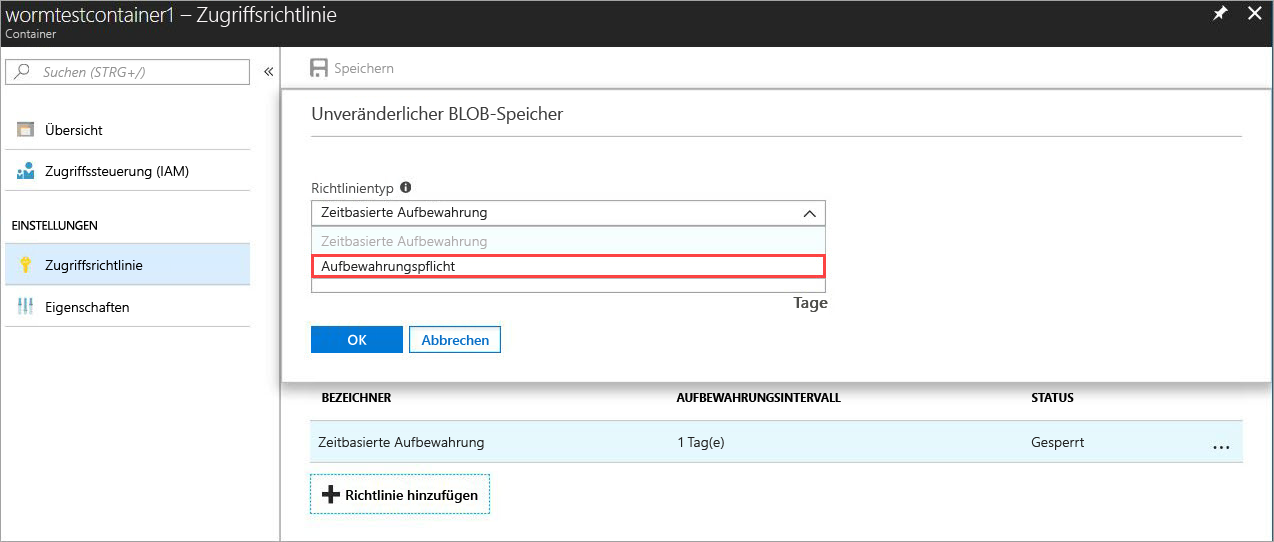 wormtestcontainer1 – Zugriffsrichtlinie
Container
Suchen (STRG+/)
«
Übersicht
Zugriffssteuerung (IAM)
EINSTELLUNGEN
Zugriffsrichtlinie
Eigenschaften
Speichern
Unveränderlicher BLOB-Speicher
Richtlinientyp
Zeitbasierte Aufbewahrung
Zeitbasierte Aufbewahrung
Aufbewahrungspflicht
Tage
OK Abbrechen
BEZEICHNER AUFBEWAHRUNGSINTERVALL STATUS
Zeitbasierte Aufbewahrung 1 Tag(e) Gesperrt ...
Richtlinie hinzufügen